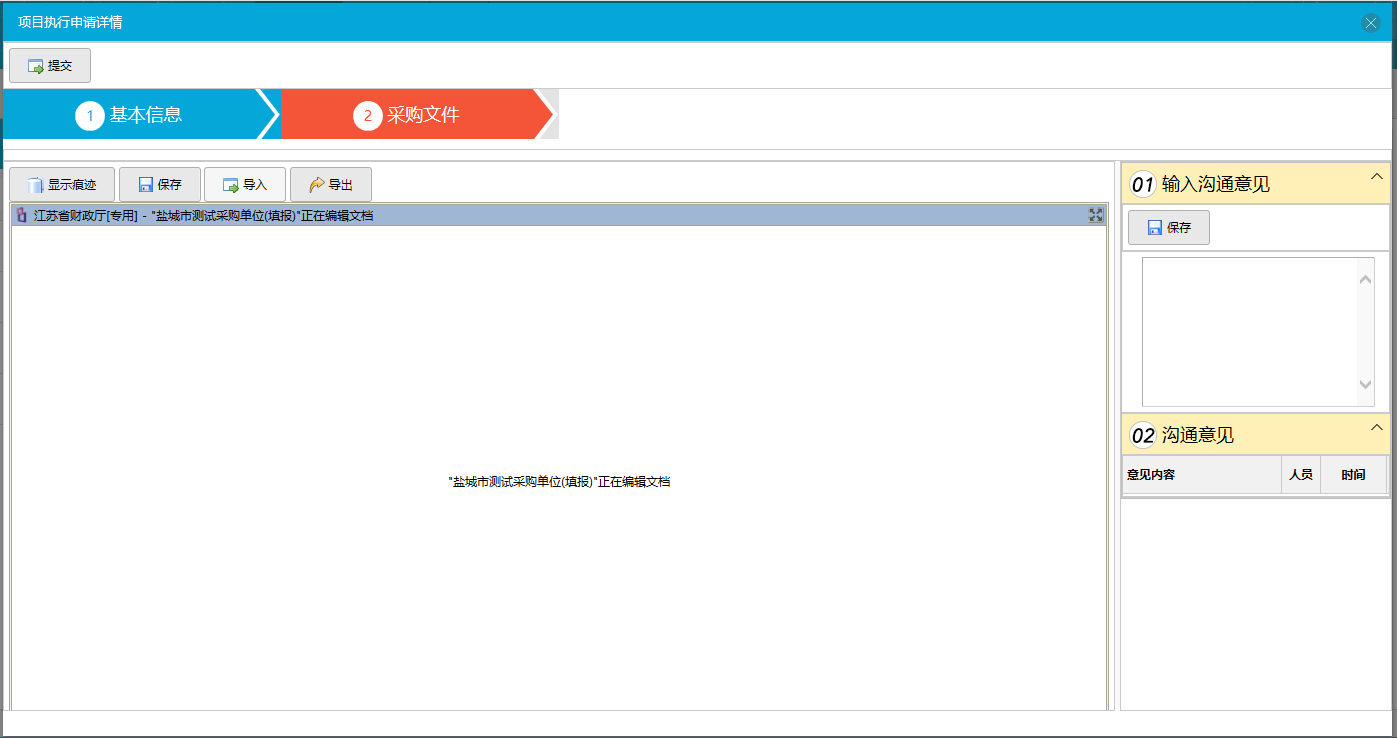 项目执行申请详情
提交
1 基本信息
2 采购文件
显示痕迹 保存 导入 导出
江苏省财政厅[专用] - "盐城市测试采购单位(填报)"正在编辑文档
"盐城市测试采购单位(填报)"正在编辑文档
01 输入沟通意见
保存
02 沟通意见
意见内容 人员 时间